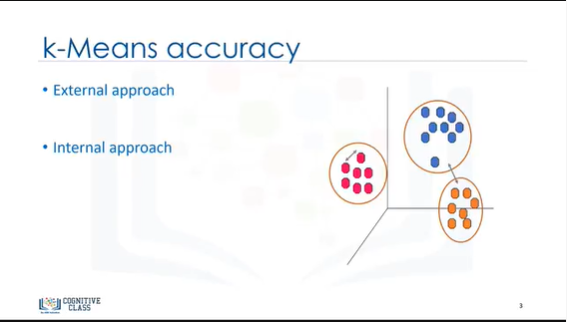 k-Means accuracy
• External approach
• Internal approach
COGNITIVE
CLASS
3